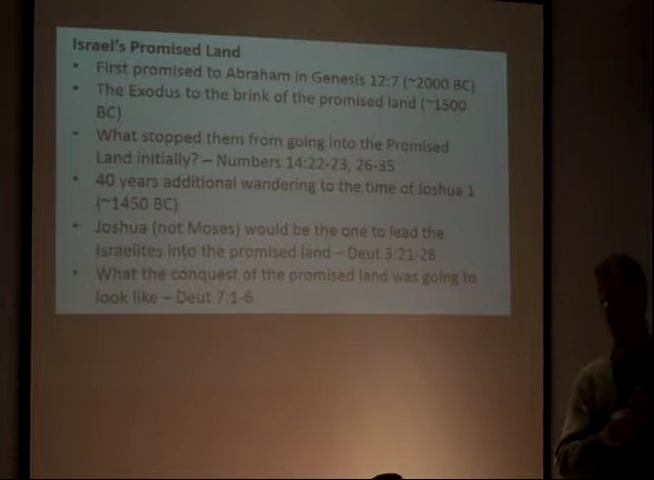 Israel's Promised Land
• First promised to Abraham in Genesis 12:7 (~2000 BC)
• The Exodus to the brink of the promised land (~1500
BC)
• What stopped them from going into the Promised
Land initially? – Numbers 14:22-23, 26-35
• 40 years additional wandering to the time of Joshua 1
(~1450 BC)
• Joshua (not Moses) would be the one to lead the
Israelites into the promised land – Deut 3:21-28
• What the conquest of the promised land was going to
look like – Deut 7:1-6